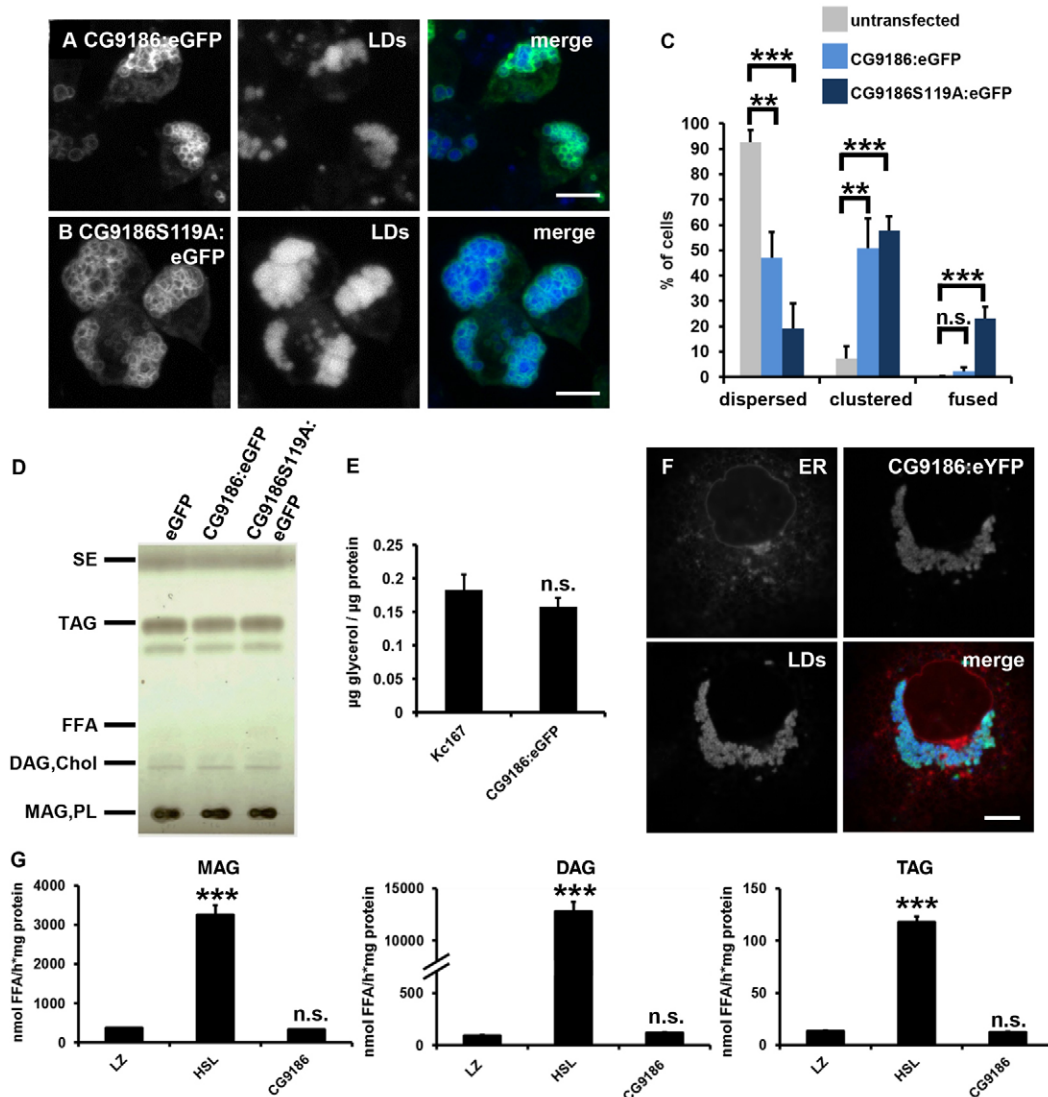 A CG9186:eGFP
LDs
merge
B CG9186S119A:
eGFP
LDs
merge
C
untransfected
CG9186:eGFP
CG9186S119A:eGFP
% of cells
100
90
80
70
60
50
40
30
20
10
0
***
**
***
**
***
n.s.
dispersed
clustered
fused
D
eGFP
CG9186:eGFP
CG9186S119A:
eGFP
SE
TAG
FFA
DAG,Chol
MAG,PL
E
µg glycerol / µg protein
0.25
0.2
0.15
0.1
0.05
0
n.s.
Kc167
CG9186:eGFP
F
ER
CG9186:eYFP
LDs
merge
G
MAG
nmol FFA/h*mg protein
4000
3000
2000
1000
0
***
n.s.
LZ
HSL
CG9186
DAG
nmol FFA/h*mg protein
15000
10000
500
0
***
n.s.
LZ
HSL
CG9186
TAG
nmol FFA/h*mg protein
150
100
50
0
***
n.s.
LZ
HSL
CG9186